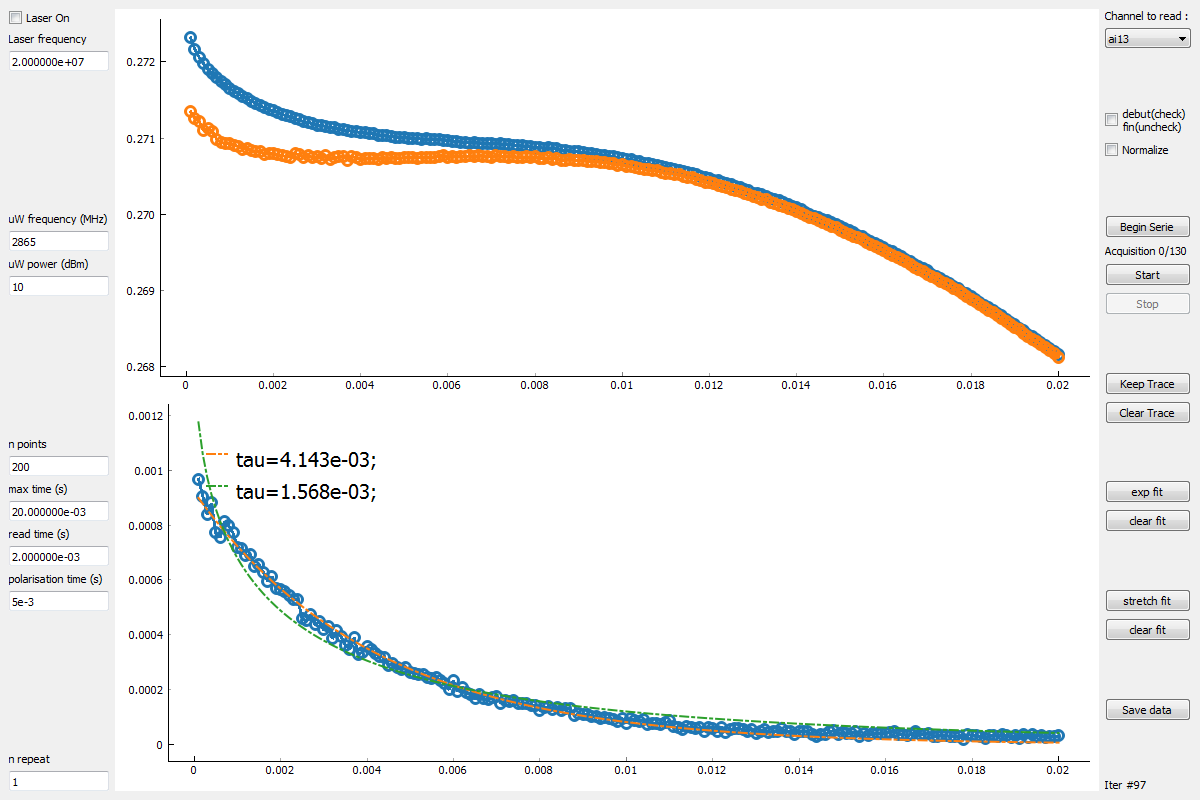 Laser On
Laser frequency
2.000000e+07
uW frequency (MHz)
2865
uW power (dBm)
10
n points
200
max time (s)
20.000000e-03
read time (s)
2.000000e-03
polarisation time (s)
5e-3
n repeat
1
0.272
0.271
0.270
0.269
0.268
0 0.002 0.004 0.006 0.008 0.01 0.012 0.014 0.016 0.018 0.02
0.0012
0.001
0.0008
0.0006
0.0004
0.0002
0
tau=4.143e-03;
tau=1.568e-03;
0 0.002 0.004 0.006 0.008 0.01 0.012 0.014 0.016 0.018 0.02
Channel to read :
ai13
debut(check)
fin(uncheck)
Normalize
Begin Serie
Acquisition 0/130
Start
Stop
Keep Trace
Clear Trace
exp fit
clear fit
stretch fit
clear fit
Save data
Iter #97